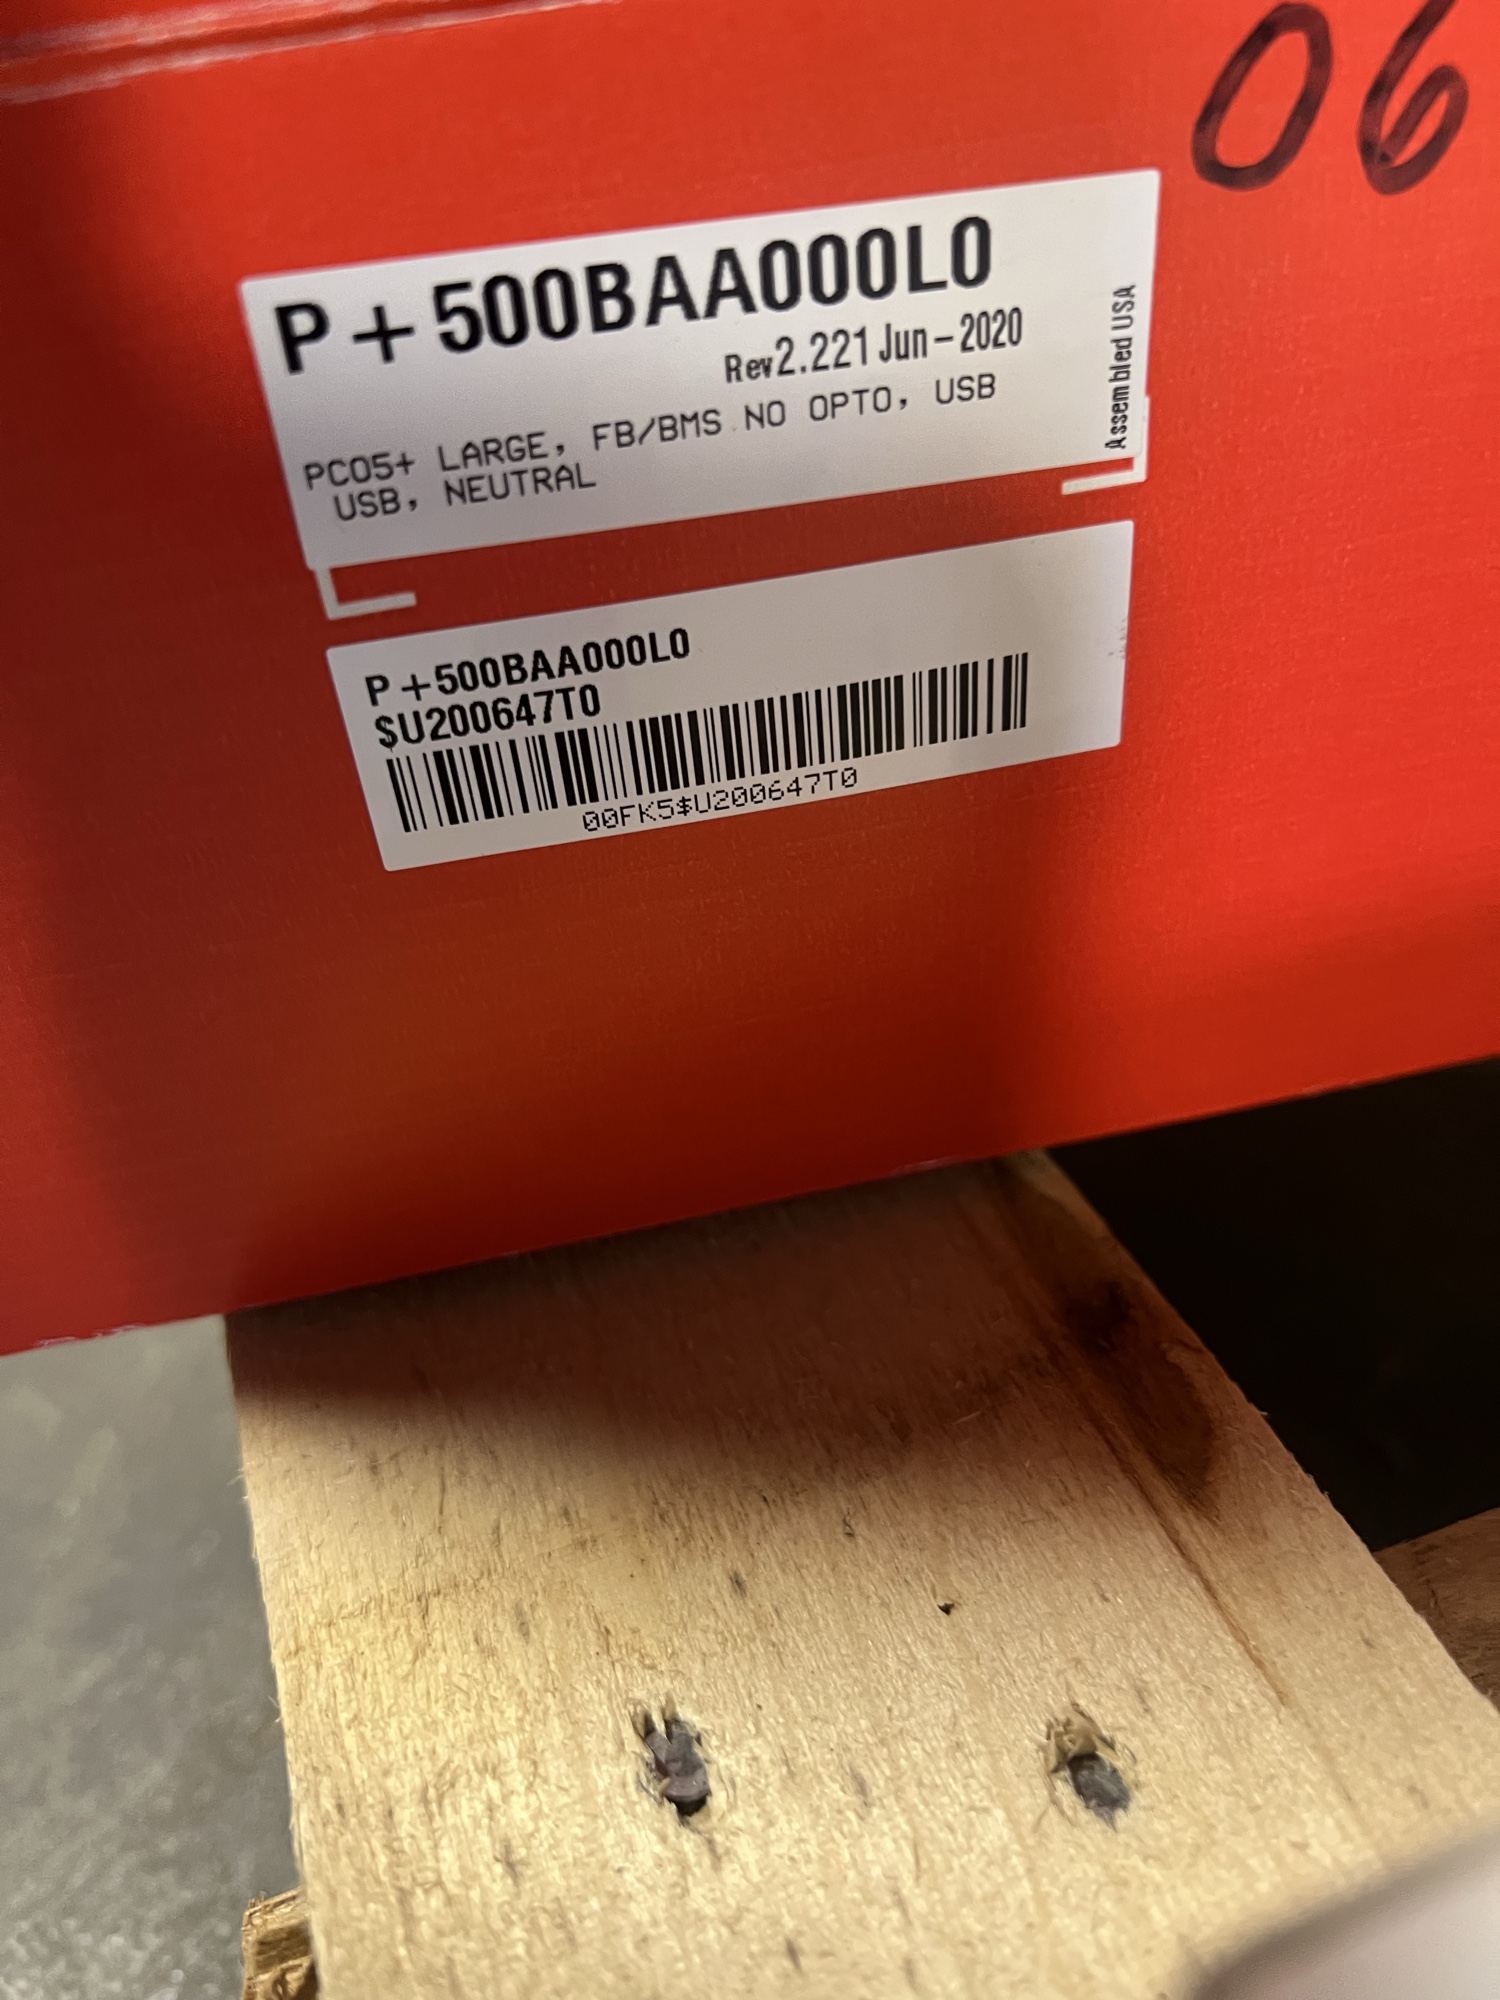 06
P+500BAA000L0
Rev2.221 Jun-2020
PCO5+ LARGE, FB/BMS NO OPTO, USB
USB, NEUTRAL
Assembled USA
P+500BAA000L0
$U200647T0
00FK5$U200647T0